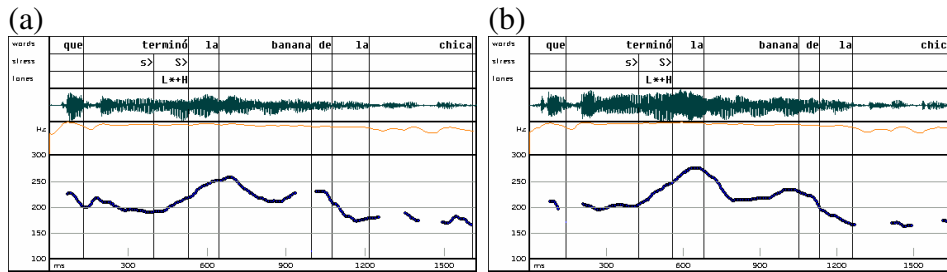 (a)
words que terminó la banana de la chica
stress s> S>
tones L*+H
Hz
300
250
200
150
100
ms 300 600 900 1200 1500
(b)
words que terminó la banana de la chic
stress s> S>
tones L*+H
Hz
300
250
200
150
100
ms 300 600 900 1200 1500